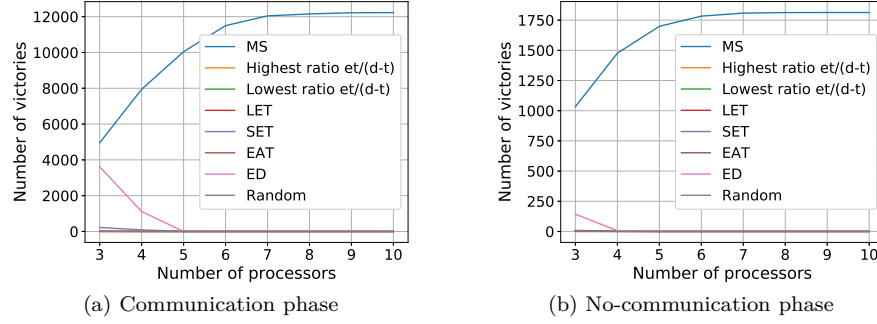 Number of victories
12000
10000
8000
6000
4000
2000
0
MS
Highest ratio et/(d-t)
Lowest ratio et/(d-t)
LET
SET
EAT
ED
Random
3 4 5 6 7 8 9 10
Number of processors
(a) Communication phase
Number of victories
1750
1500
1250
1000
750
500
250
0
MS
Highest ratio et/(d-t)
Lowest ratio et/(d-t)
LET
SET
EAT
ED
Random
3 4 5 6 7 8 9 10
Number of processors
(b) No-communication phase